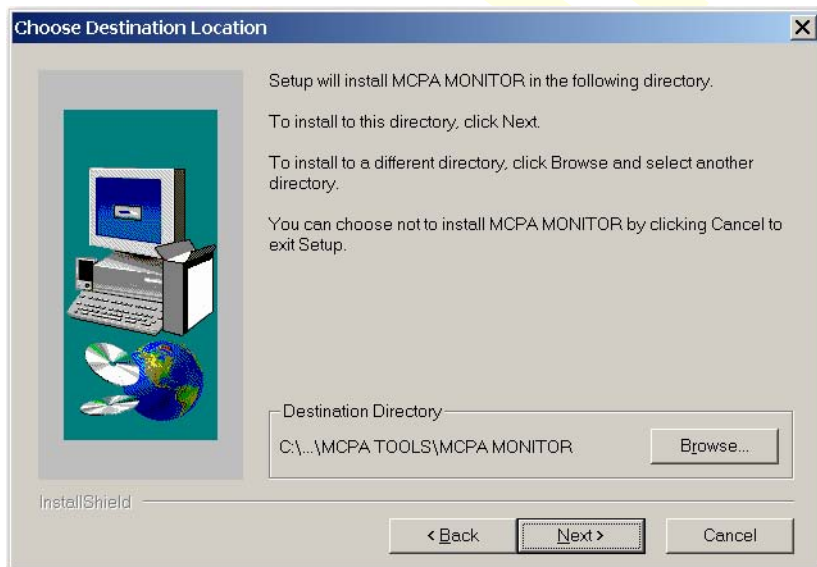 Choose Destination Location
Setup will install MCPA MONITOR in the following directory.
To install to this directory, click Next.
To install to a different directory, click Browse and select another
directory.
You can choose not to install MCPA MONITOR by clicking Cancel to
exit Setup.
Destination Directory
C:\...\MCPA TOOLS\MCPA MONITOR
Browse...
InstallShield
< Back
Next >
Cancel